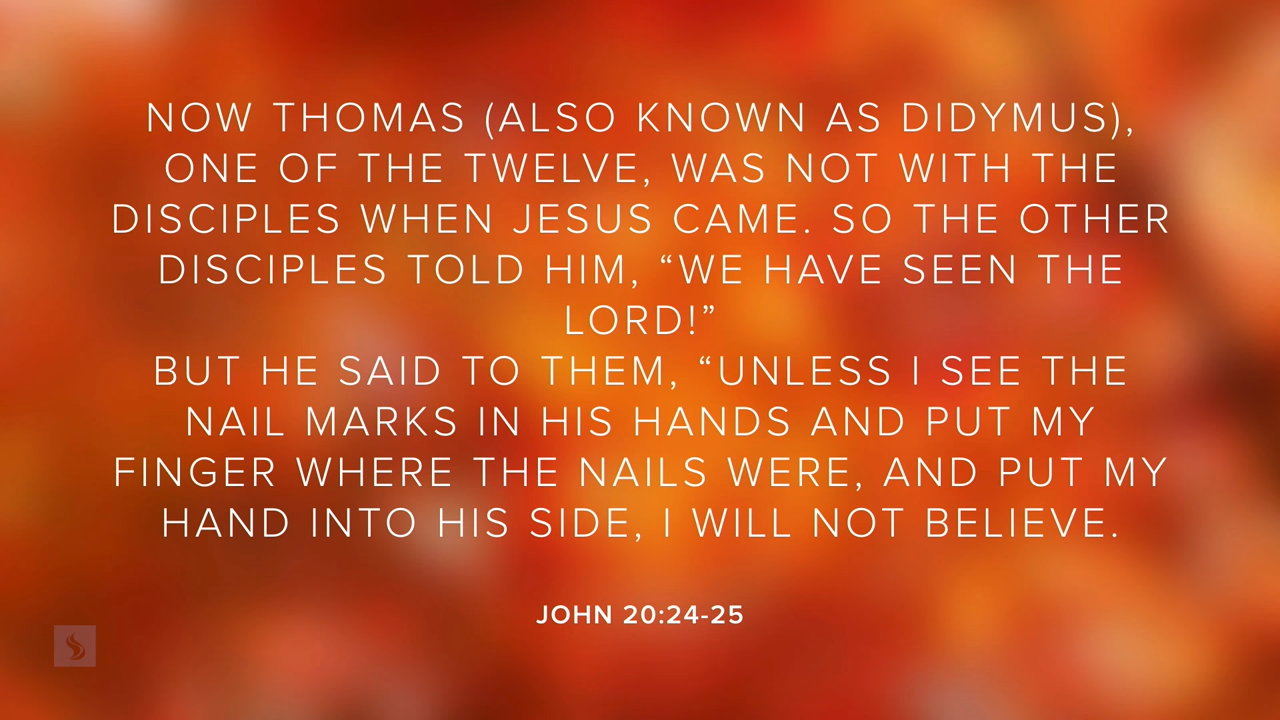 NOW THOMAS (ALSO KNOWN AS DIDYMUS),
ONE OF THE TWELVE, WAS NOT WITH THE
DISCIPLES WHEN JESUS CAME. SO THE OTHER
DISCIPLES TOLD HIM, “WE HAVE SEEN THE
LORD!”
BUT HE SAID TO THEM, “UNLESS I SEE THE
NAIL MARKS IN HIS HANDS AND PUT MY
FINGER WHERE THE NAILS WERE, AND PUT MY
HAND INTO HIS SIDE, I WILL NOT BELIEVE.
JOHN 20:24-25